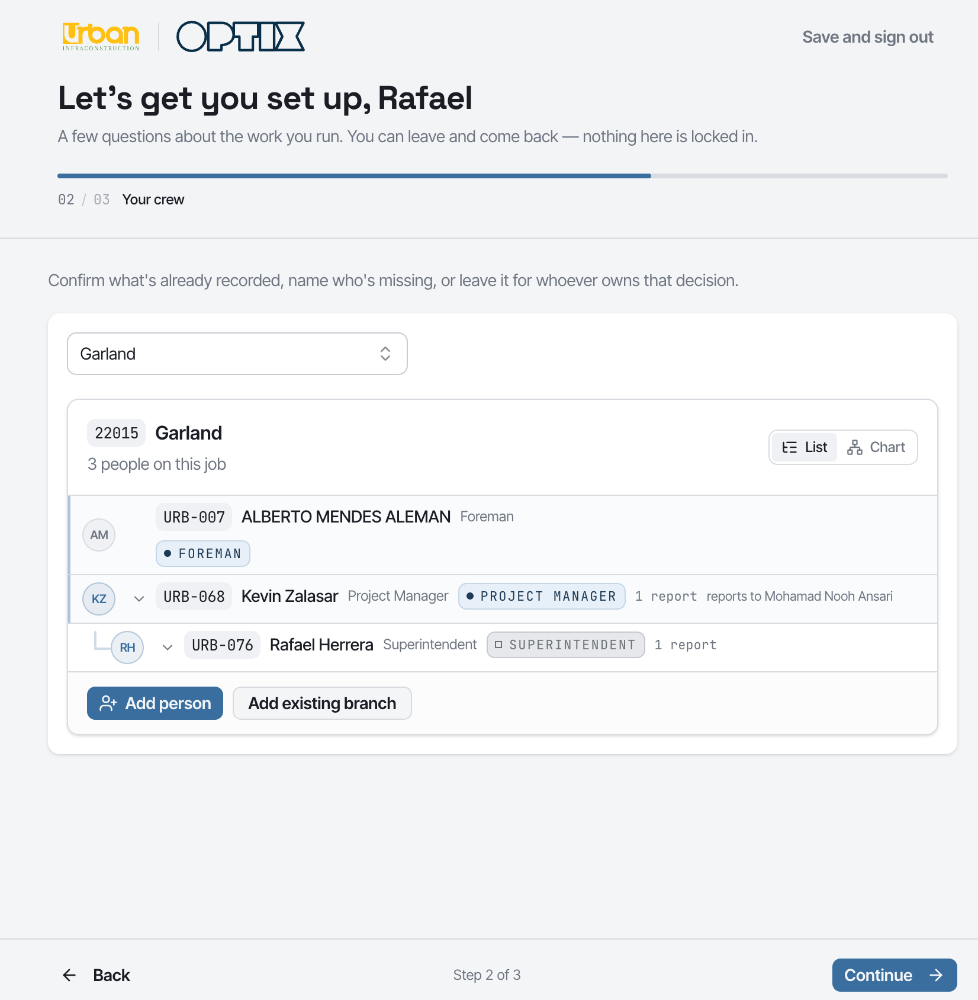 Urban
INFRACONSTRUCTION
OPTIX
Save and sign out
Let’s get you set up, Rafael
A few questions about the work you run. You can leave and come back — nothing here is locked in.
02 / 03 Your crew
Confirm what's already recorded, name who's missing, or leave it for whoever owns that decision.
Garland
22015 Garland
3 people on this job
List Chart
AM URB-007 ALBERTO MENDES ALEMAN Foreman
FOREMAN
KZ URB-068 Kevin Zalasar Project Manager PROJECT MANAGER 1 report reports to Mohamad Nooh Ansari
RH URB-076 Rafael Herrera Superintendent SUPERINTENDENT 1 report
Add person Add existing branch
Back Step 2 of 3 Continue